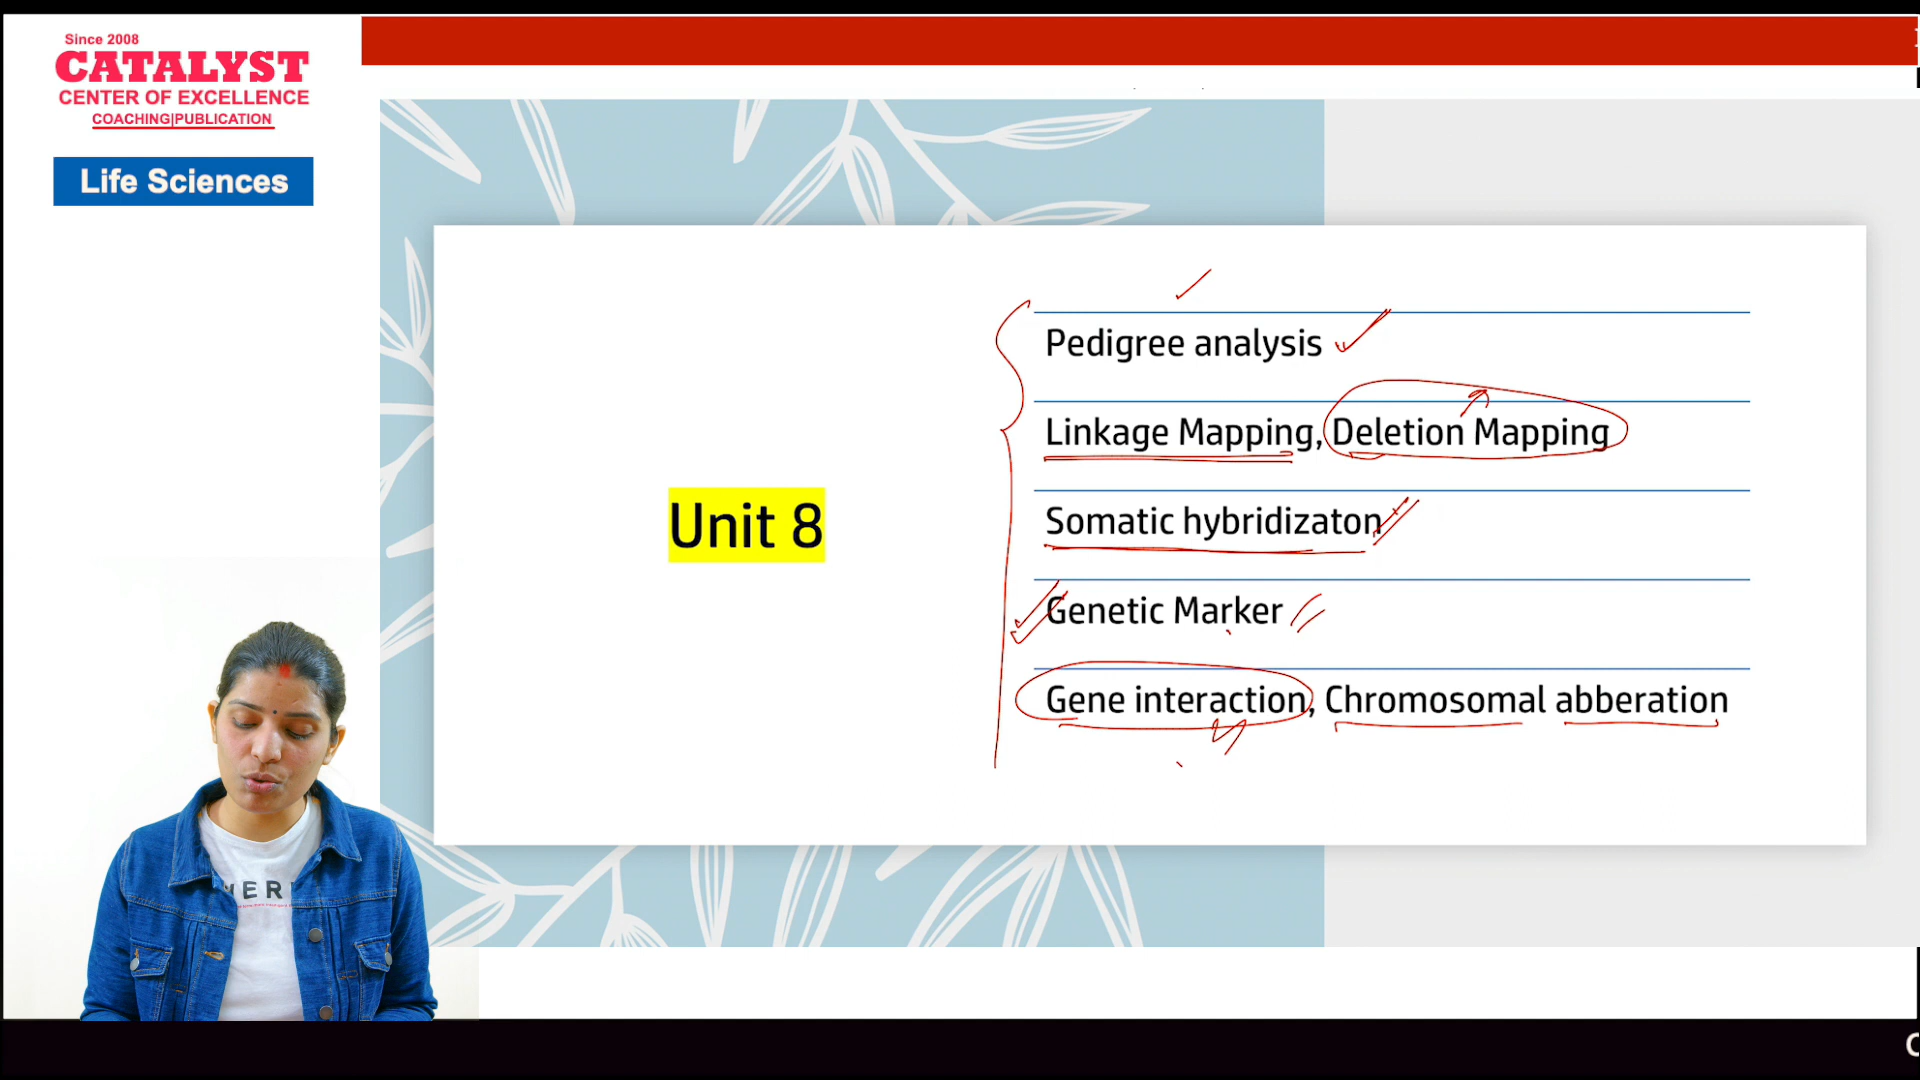 Since 2008
CATALYST
CENTER OF EXCELLENCE
COACHING|PUBLICATION
Life Sciences
Unit 8
Pedigree analysis
Linkage Mapping, Deletion Mapping
Somatic hybridizaton
Genetic Marker
Gene interaction, Chromosomal abberation